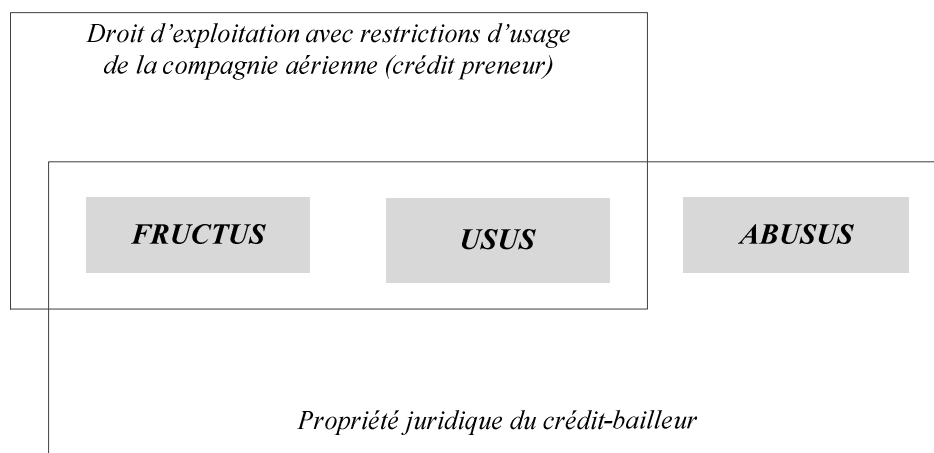 Droit d’exploitation avec restrictions d’usage
de la compagnie aérienne (crédit preneur)
FRUCTUS
USUS
ABUSUS
Propriété juridique du crédit-bailleur